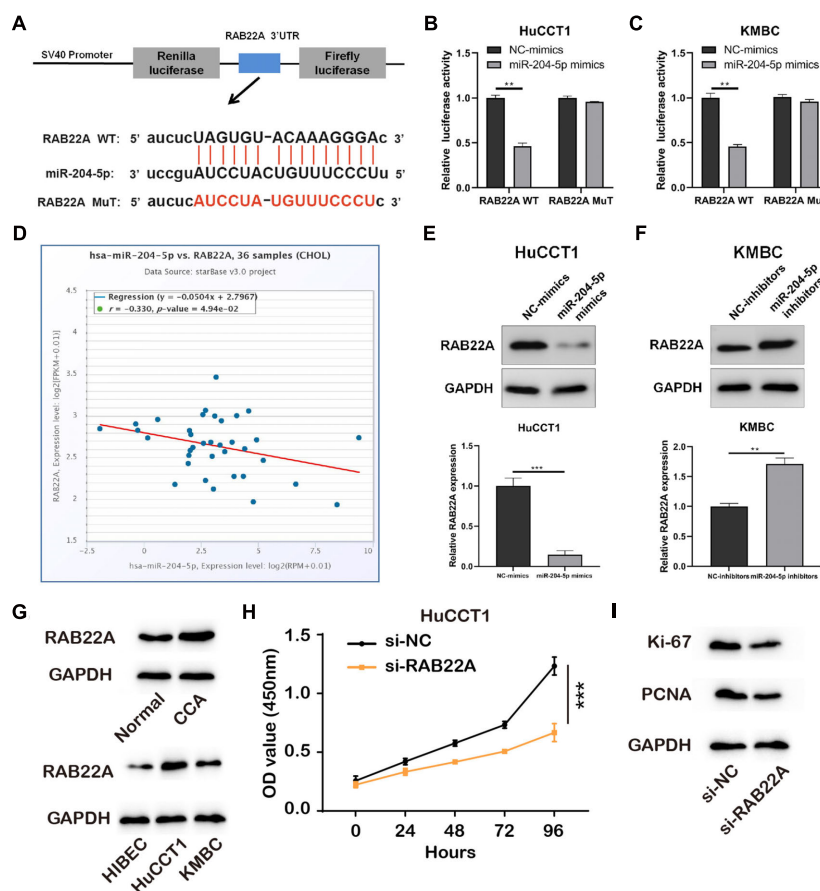 A
RAB22A 3'UTR
SV40 Promoter
Renilla
luciferase
Firefly
luciferase
RAB22A WT: 5' aucucUAGUGU-ACAAAGGGAc 3'
miR-204-5p: 3' uccguAUCCUACUGUUUCCCUu 5'
RAB22A MuT: 5' aucucAUCCUA-UGUUUCCCUc 3'
B
HuCCT1
NC-mimics
miR-204-5p mimics
Relative luciferase activity
1.5
1.0
0.5
0.0
**
RAB22A WT RAB22A MuT
C
KMBC
NC-mimics
miR-204-5p mimics
Relative luciferase activity
1.5
1.0
0.5
0.0
**
RAB22A WT RAB22A Mu
D
hsa-miR-204-5p vs. RAB22A, 36 samples (CHOL)
Data Source: starBase v3.0 project
Regression (y = -0.0504x + 2.7967)
r = -0.330, p-value = 4.94e-02
RAB22A, Expression level: log2(FPKM+0.01)
4.5
4
3.5
3
2.5
2
1.5
-2.5 0 2.5 5 7.5 10
hsa-miR-204-5p, Expression level: log2(RPM+0.01)
E
HuCCT1
NC-mimics
miR-204-5p
mimics
RAB22A
GAPDH
HuCCT1
Relative RAB22A expression
1.5
1.0
0.5
0.0
***
NC-mimics miR-204-5p mimics
F
KMBC
NC-inhibitors
miR-204-5p
inhibitors
RAB22A
GAPDH
KMBC
Relative RAB22A expression
2.0
1.5
1.0
0.5
0.0
**
NC-inhibitors miR-204-5p inhibitors
G
RAB22A
GAPDH
Normal
CCA
RAB22A
GAPDH
HIBEC
HuCCT1
KMBC
H
HuCCT1
si-NC
si-RAB22A
OD value (450nm)
1.5
1.0
0.5
0.0
***
0 24 48 72 96
Hours
I
Ki-67
PCNA
GAPDH
si-NC
si-RAB22A